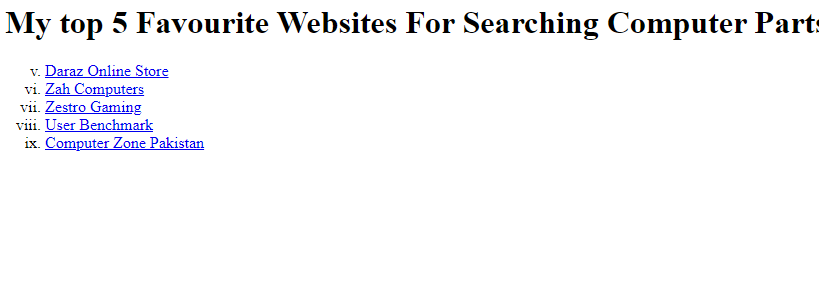 My top 5 Favourite Websites For Searching Computer Parts
v. Daraz Online Store
vi. Zah Computers
vii. Zestro Gaming
viii. User Benchmark
ix. Computer Zone Pakistan